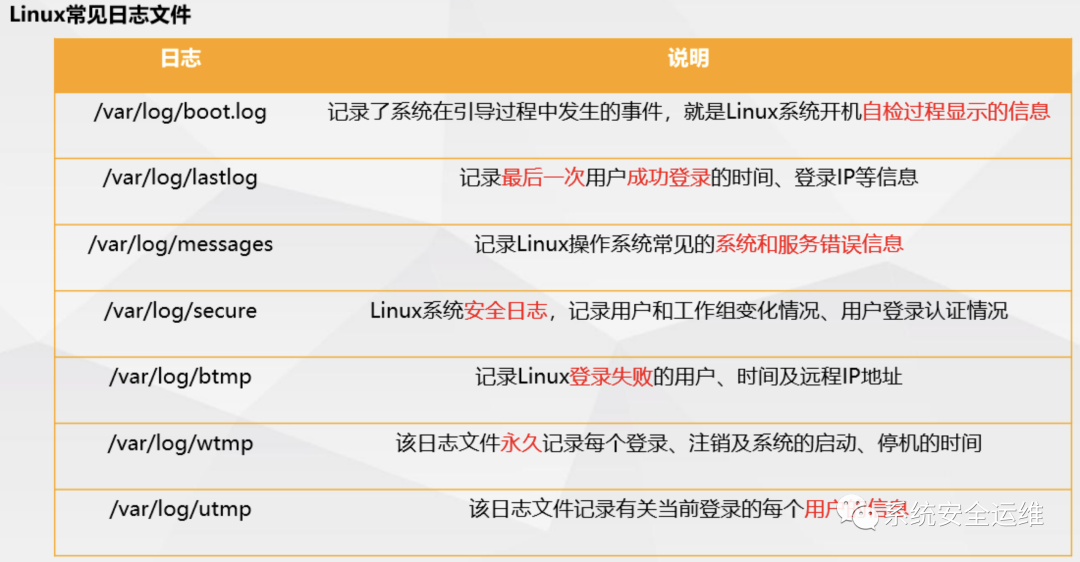 Linux常见日志文件
日志 说明
/var/log/boot.log 记录了系统在引导过程中发生的事件，就是Linux系统开机自检过程显示的信息
/var/log/lastlog 记录最后一次用户成功登录的时间、登录IP等信息
/var/log/messages 记录Linux操作系统常见的系统和服务错误信息
/var/log/secure Linux系统安全日志，记录用户和工作组变化情况、用户登录认证情况
/var/log/btmp 记录Linux登录失败的用户、时间及远程IP地址
/var/log/wtmp 该日志文件永久记录每个登录、注销及系统的启动、停机的时间
/var/log/utmp 该日志文件记录有关当前登录的每个用户信息
系统安全运维